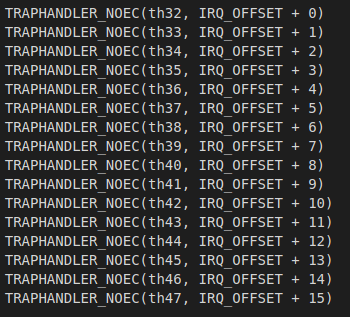 TRAPHANDLER_NOEC(th32, IRQ_OFFSET + 0)
TRAPHANDLER_NOEC(th33, IRQ_OFFSET + 1)
TRAPHANDLER_NOEC(th34, IRQ_OFFSET + 2)
TRAPHANDLER_NOEC(th35, IRQ_OFFSET + 3)
TRAPHANDLER_NOEC(th36, IRQ_OFFSET + 4)
TRAPHANDLER_NOEC(th37, IRQ_OFFSET + 5)
TRAPHANDLER_NOEC(th38, IRQ_OFFSET + 6)
TRAPHANDLER_NOEC(th39, IRQ_OFFSET + 7)
TRAPHANDLER_NOEC(th40, IRQ_OFFSET + 8)
TRAPHANDLER_NOEC(th41, IRQ_OFFSET + 9)
TRAPHANDLER_NOEC(th42, IRQ_OFFSET + 10)
TRAPHANDLER_NOEC(th43, IRQ_OFFSET + 11)
TRAPHANDLER_NOEC(th44, IRQ_OFFSET + 12)
TRAPHANDLER_NOEC(th45, IRQ_OFFSET + 13)
TRAPHANDLER_NOEC(th46, IRQ_OFFSET + 14)
TRAPHANDLER_NOEC(th47, IRQ_OFFSET + 15)